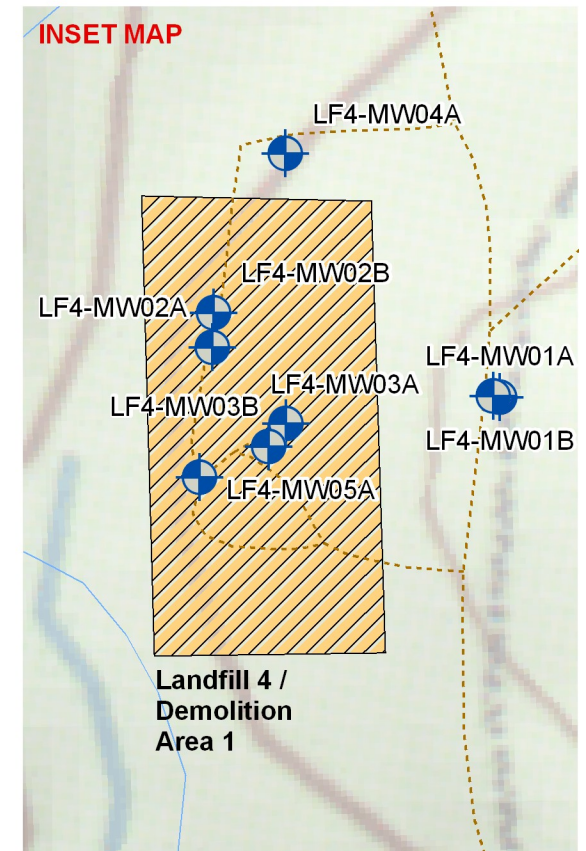 INSET MAP
LF4-MW04A
LF4-MW02B
LF4-MW02A
LF4-MW01A
LF4-MW03A
LF4-MW03B
LF4-MW01B
LF4-MW05A
Landfill 4 /
Demolition
Area 1